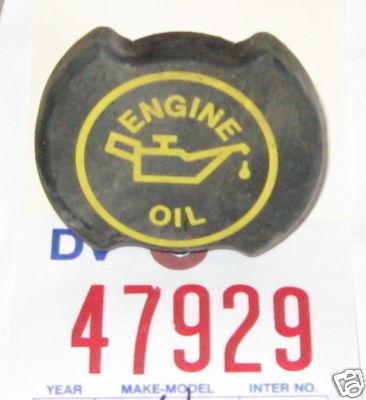 ENGINE
OIL
DV
47929
YEAR MAKE-MODEL INTER NO.